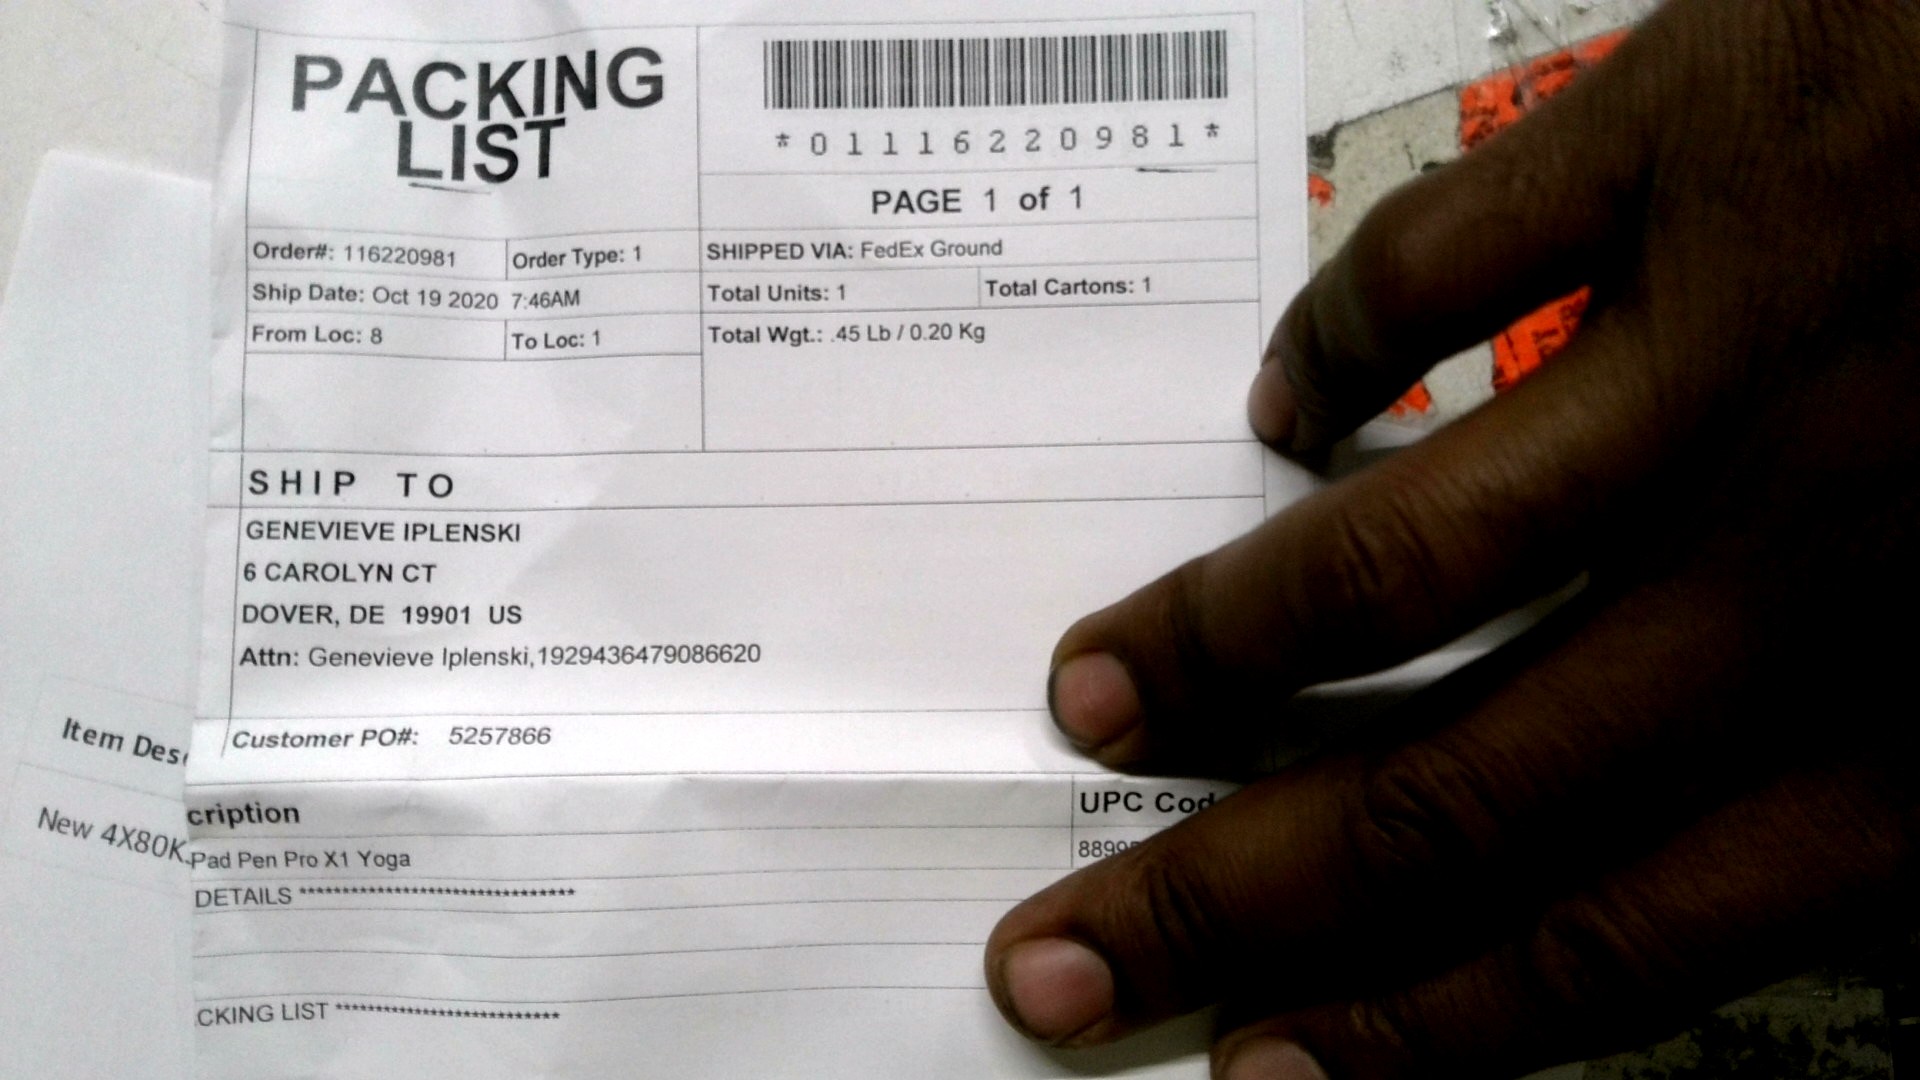 PACKING
LIST
*01116220981*
PAGE 1 of 1
Order#: 116220981
Order Type: 1
SHIPPED VIA: FedEx Ground
Ship Date: Oct 19 2020 7:46AM
Total Units: 1
Total Cartons: 1
From Loc: 8
To Loc: 1
Total Wgt.: .45 Lb / 0.20 Kg
SHIP TO
GENEVIEVE IPLENSKI
6 CAROLYN CT
DOVER, DE 19901 US
Attn: Genevieve Iplenski,1929436479086620
Customer PO#: 5257866
Item Des
New 4X80K
cription
UPC Cod
Pad Pen Pro X1 Yoga
8899
DETAILS *******************************
CKING LIST **************************